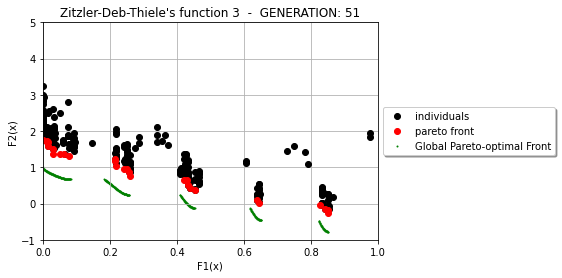 Zitzler-Deb-Thiele's function 3 - GENERATION: 51
F2(x)
5
4
3
2
1
0
−1
0.0 0.2 0.4 0.6 0.8 1.0
F1(x)
individuals
pareto front
Global Pareto-optimal Front